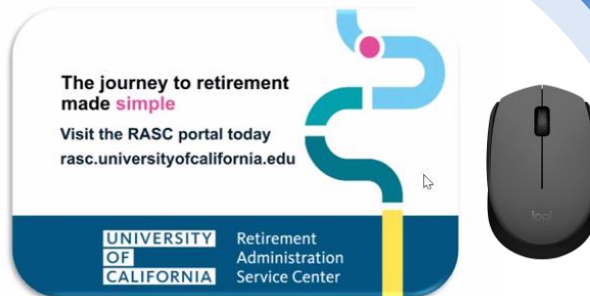 The journey to retirement
made simple
Visit the RASC portal today
rasc.universityofcalifornia.edu
UNIVERSITY
OF
CALIFORNIA
Retirement
Administration
Service Center
logi